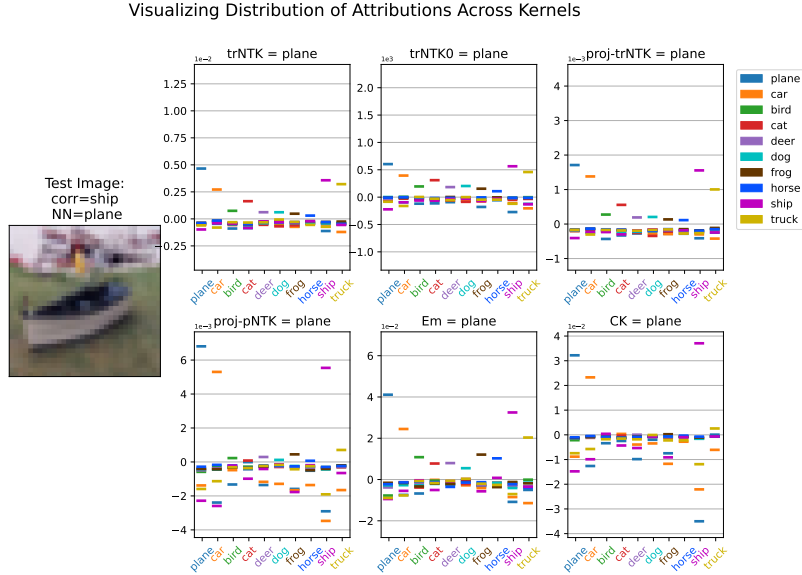 Visualizing Distribution of Attributions Across Kernels
Test Image:
corr=ship
NN=plane
trNTK = plane
1e−2
1.25
1.00
0.75
0.50
0.25
0.00
−0.25
plane car bird cat deer dog frog horse ship truck
trNTK0 = plane
1e3
2.0
1.5
1.0
0.5
0.0
−0.5
−1.0
plane car bird cat deer dog frog horse ship truck
proj-trNTK = plane
1e−3
4
3
2
1
0
−1
plane car bird cat deer dog frog horse ship truck
plane
car
bird
cat
deer
dog
frog
horse
ship
truck
proj-pNTK = plane
1e−3
6
4
2
0
−2
−4
plane car bird cat deer dog frog horse ship truck
Em = plane
1e−2
6
4
2
0
−2
plane car bird cat deer dog frog horse ship truck
CK = plane
1e−2
4
3
2
1
0
−1
−2
−3
−4
plane car bird cat deer dog frog horse ship truck